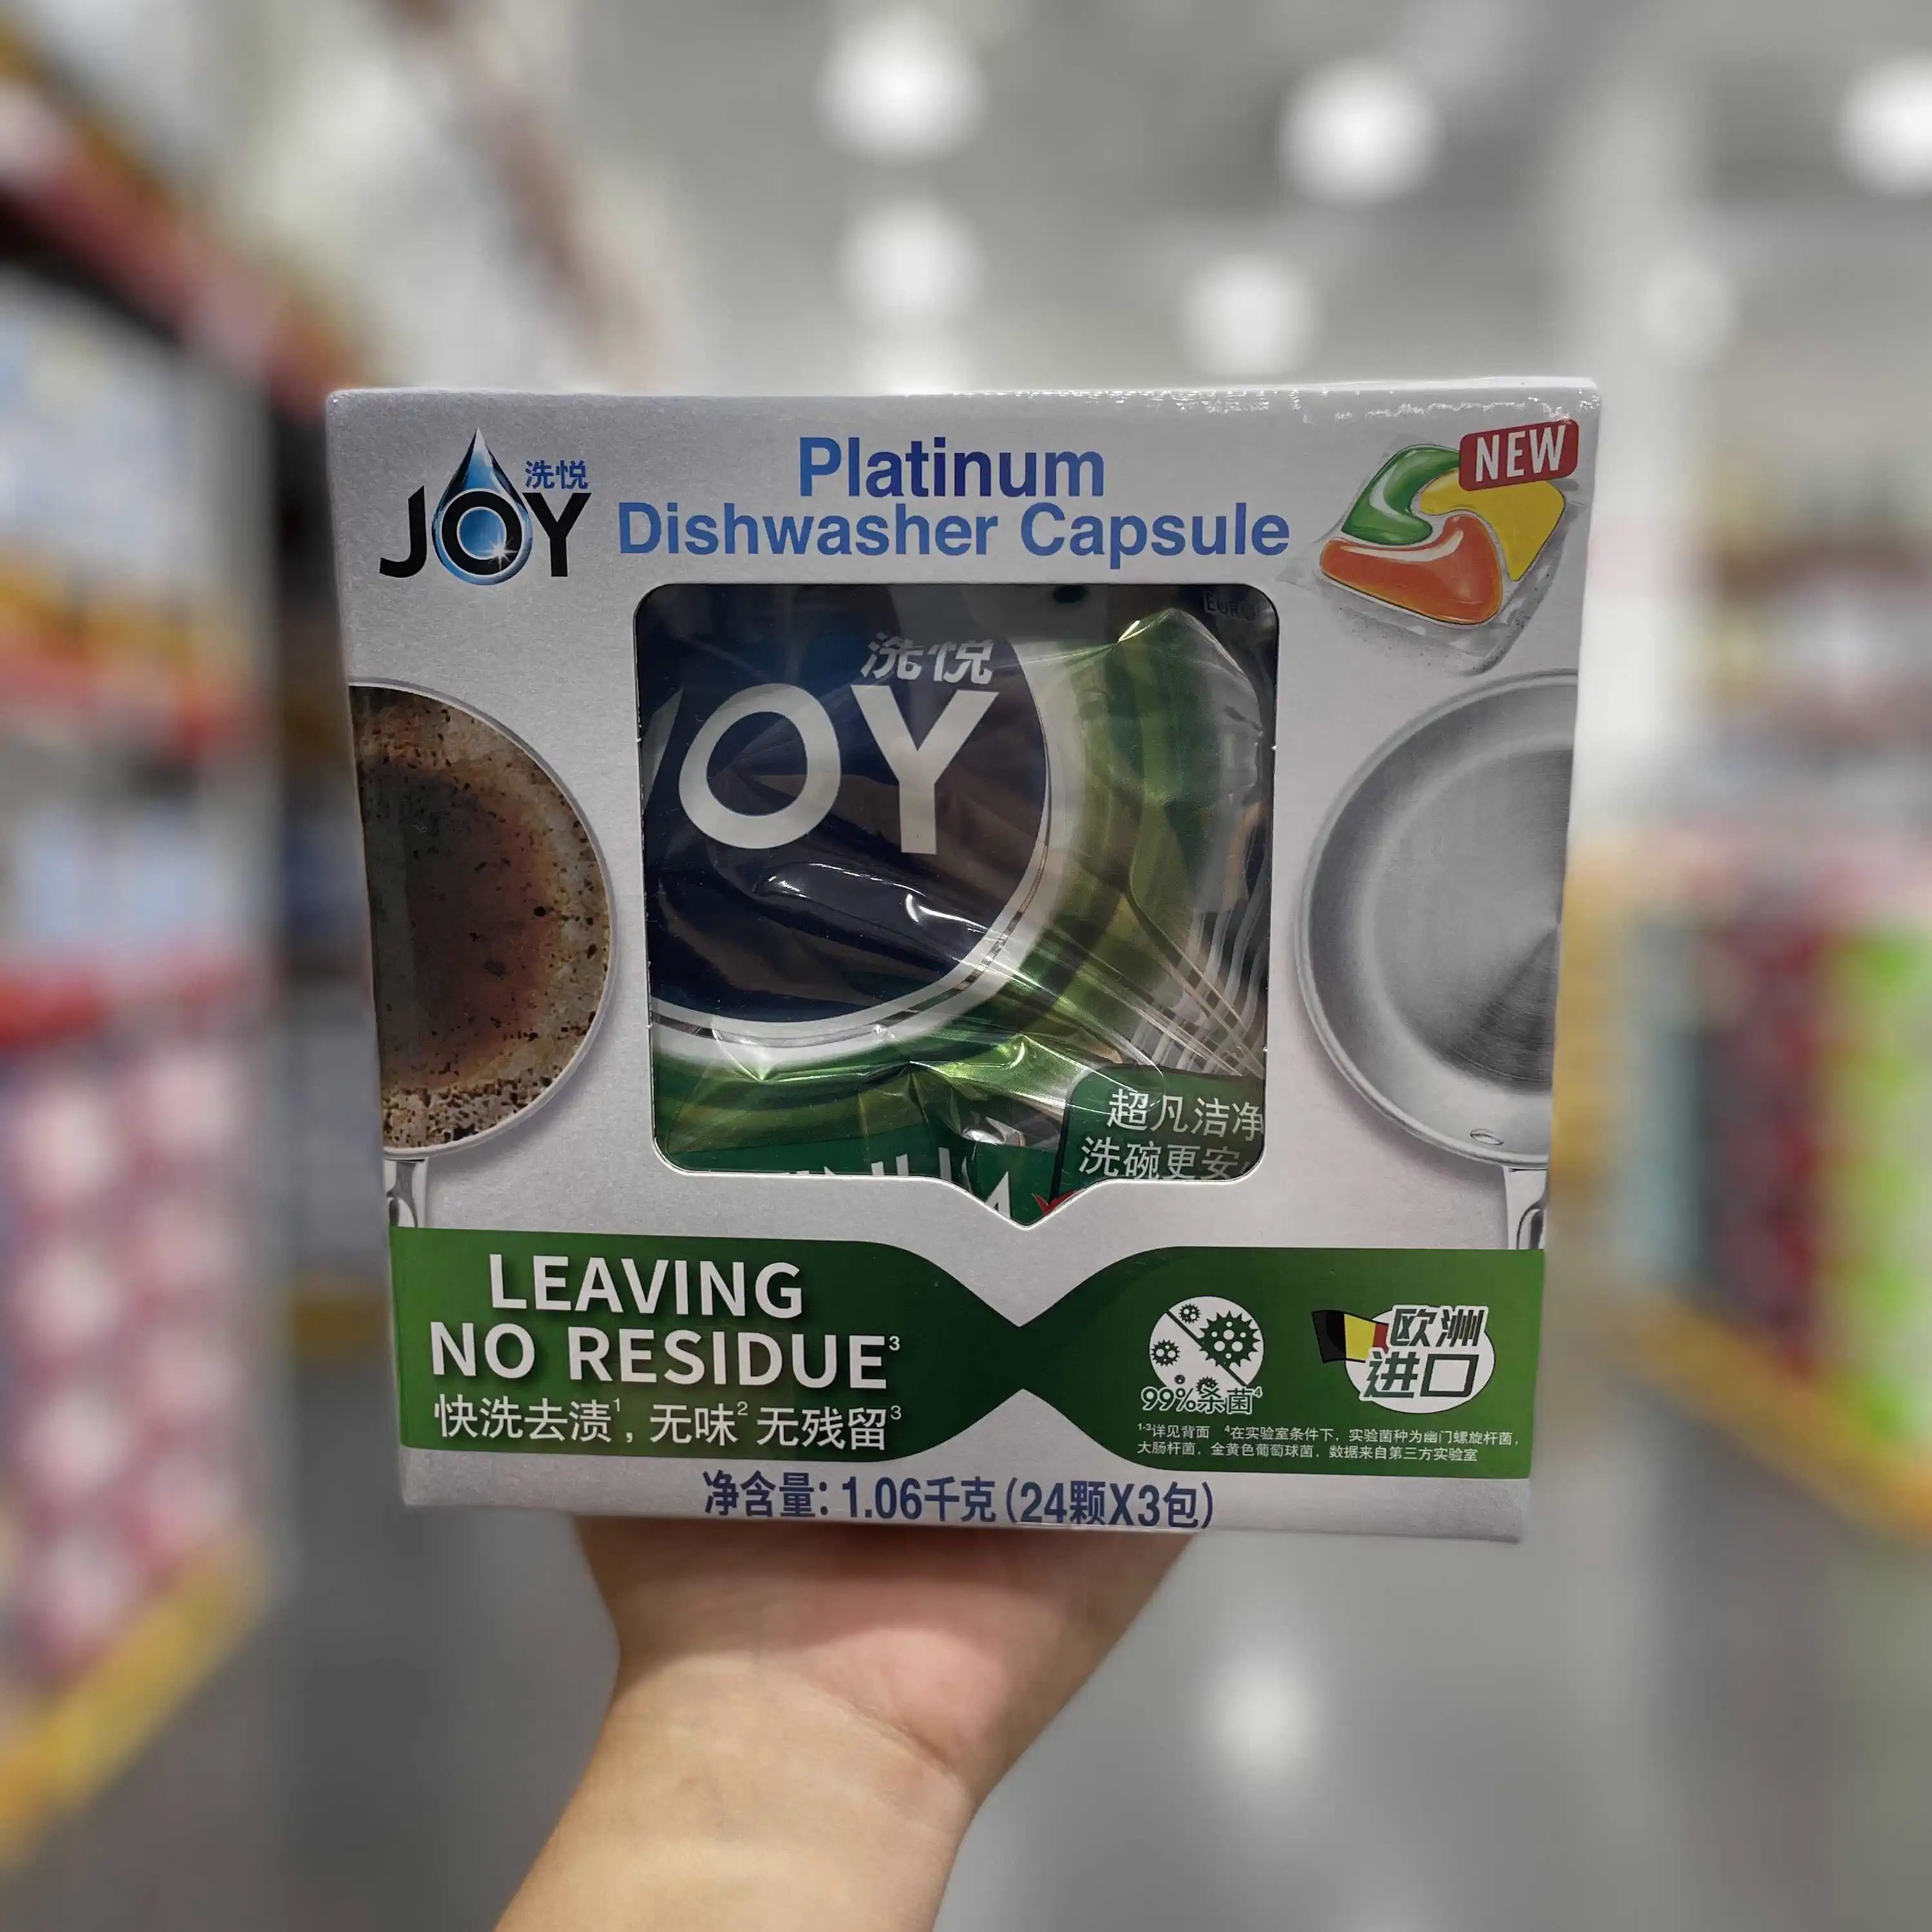 洗悦
JOY
Platinum
Dishwasher Capsule
NEW
EURO
洗悦
JOY
超凡洁净
洗碗更安
LEAVING
NO RESIDUE³
快洗去渍¹,无味²无残留³
99%杀菌⁴
欧洲
进口
¹⁻³详见背面 ⁴在实验室条件下,实验菌种为幽门螺旋杆菌,
大肠杆菌,金黄色葡萄球菌,数据来自第三方实验室
净含量:1.06千克(24颗X3包)